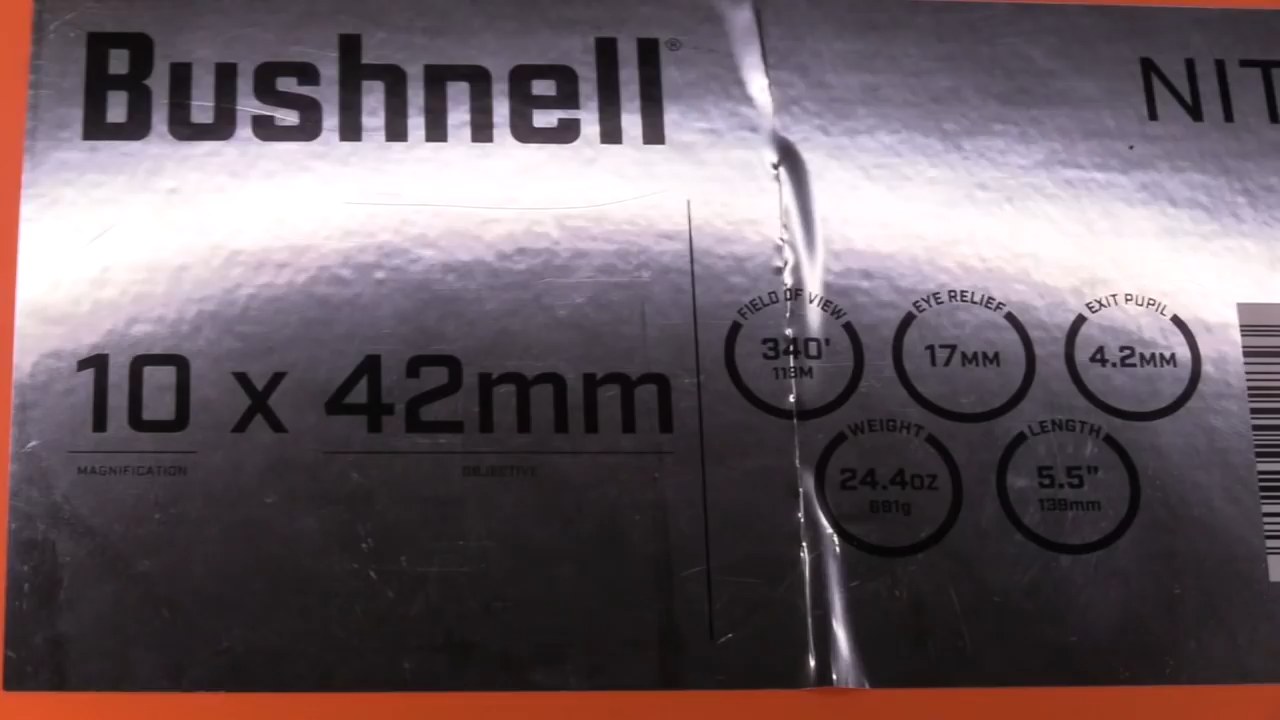 Bushnell®
NIT
10 x 42mm
MAGNIFICATION
OBJECTIVE
FIELD OF VIEW
340'
119M
EYE RELIEF
17MM
EXIT PUPIL
4.2MM
WEIGHT
24.4OZ
691g
LENGTH
5.5"
139mm